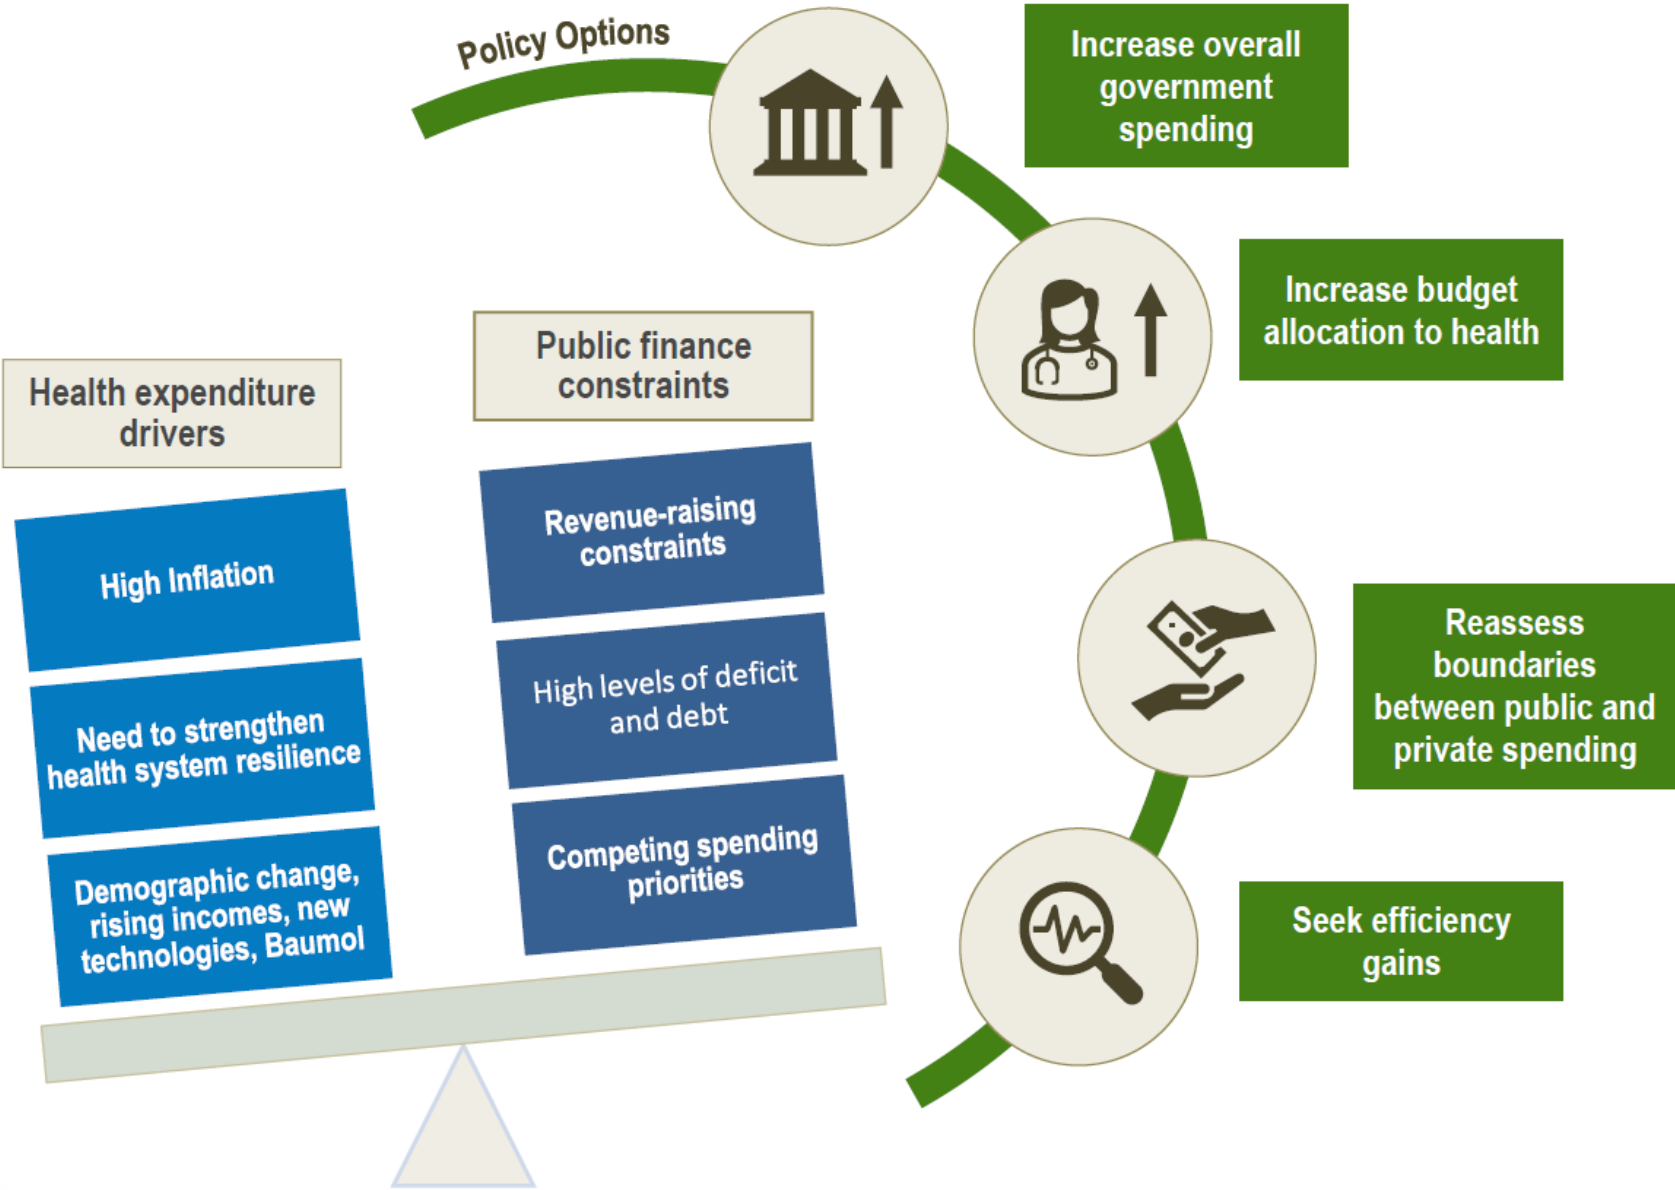 Policy Options
Increase overall
government
spending
Increase budget
allocation to health
Reassess
boundaries
between public and
private spending
Seek efficiency
gains
Health expenditure
drivers
High Inflation
Need to strengthen
health system resilience
Demographic change,
rising incomes, new
technologies, Baumol
Public finance
constraints
Revenue-raising
constraints
High levels of deficit
and debt
Competing spending
priorities